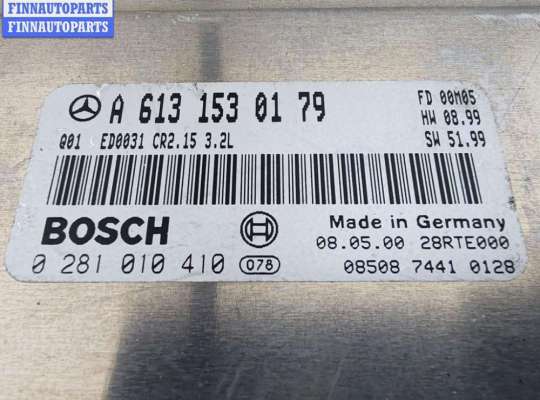 FINNAUTOPARTS
FINNAUTOPARTS
A 613 153 01 79
FD 00M05
HW 08.99
Q01 ED0031 CR2.15 3.2L
SW 51.99
BOSCH
Made in Germany
08.05.00 28RTE000
0 281 010 410 078
08508 7441 0128